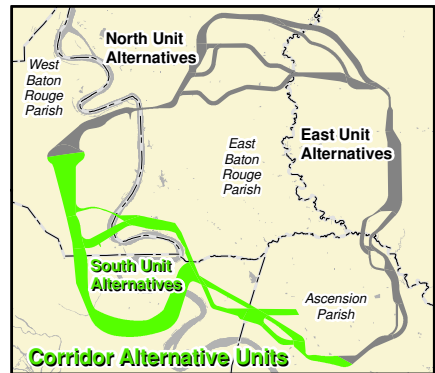 North Unit
Alternatives
West
Baton
Rouge
Parish
East Unit
Alternatives
East
Baton
Rouge
Parish
South Unit
Alternatives
Ascension
Parish
Corridor Alternative Units